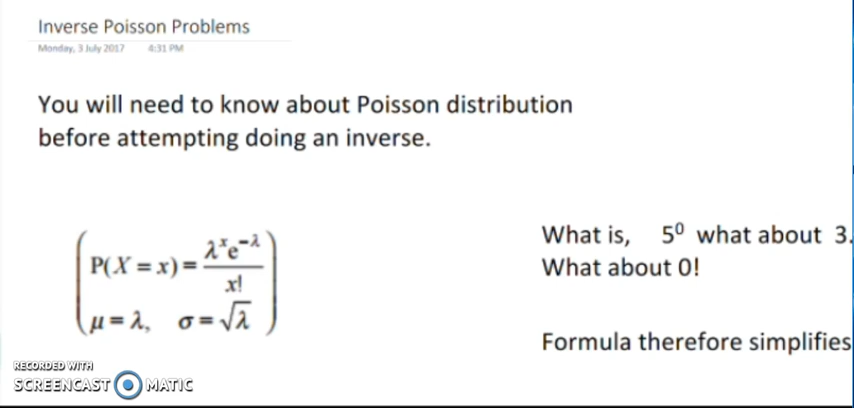 Inverse Poisson Problems
Monday, 3 July 2017 4:31 PM
You will need to know about Poisson distribution
before attempting doing an inverse.
P(X = x) = λˣe⁻λ / x!
μ = λ, σ = √λ
What is, 5⁰ what about 3.
What about 0!
Formula therefore simplifies
RECORDED WITH
SCREENCAST MATIC